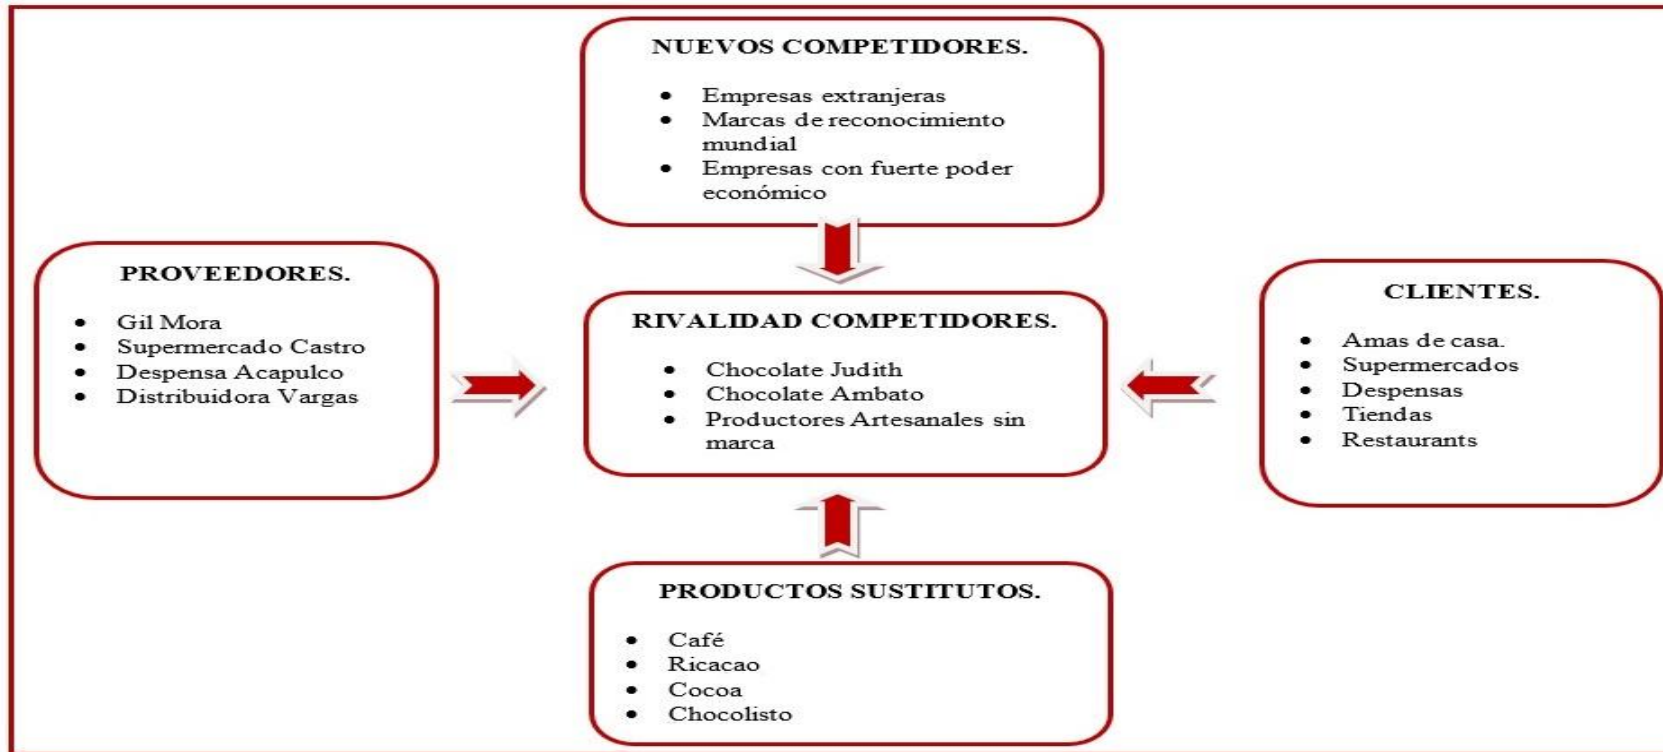 NUEVOS COMPETIDORES.
• Empresas extranjeras
• Marcas de reconocimiento
mundial
• Empresas con fuerte poder
económico
PROVEEDORES.
• Gil Mora
• Supermercado Castro
• Despensa Acapulco
• Distribuidora Vargas
RIVALIDAD COMPETIDORES.
• Chocolate Judith
• Chocolate Ambato
• Productores Artesanales sin
marca
CLIENTES.
• Amas de casa.
• Supermercados
• Despensas
• Tiendas
• Restaurants
PRODUCTOS SUSTITUTOS.
• Café
• Ricacao
• Cocoa
• Chocolisto